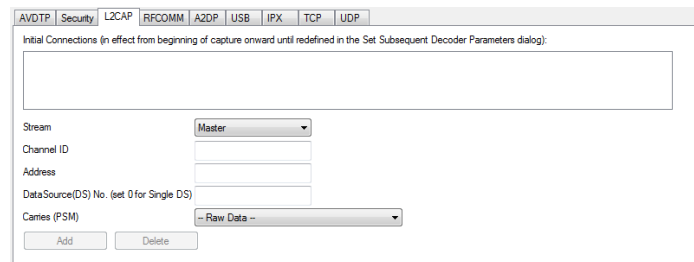 AVDTP Security L2CAP RFCOMM A2DP USB IPX TCP UDP
Initial Connections (in effect from beginning of capture onward until redefined in the Set Subsequent Decoder Parameters dialog):
Stream Master
Channel ID
Address
DataSource(DS) No. (set 0 for Single DS)
Carries (PSM) -- Raw Data --
Add Delete